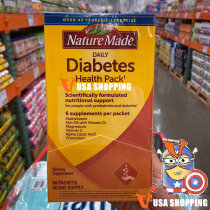 OVER 45 YEARS OF EXCELLENCE
Nature Made®
DAILY
Diabetes
Health Pack†
V USA SHOPPING
Scientifically formulated
nutritional support
for people with prediabetes and diabetes†
6 supplements per packet
Multivitamin
Fish Oil with Vitamin D3
Magnesium
Vitamin C
Alpha Lipoic Acid
Chromium
Dietary
Supplement
60 PACKETS
V USA SHOPPING